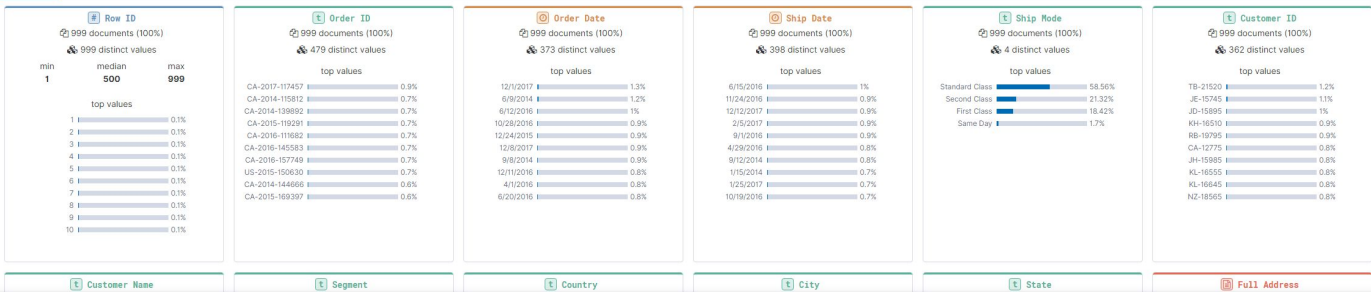 # Row ID
999 documents (100%)
999 distinct values
min median max
1 500 999
top values
1 0.1%
2 0.1%
3 0.1%
4 0.1%
5 0.1%
6 0.1%
7 0.1%
8 0.1%
9 0.1%
10 0.1%
t Order ID
999 documents (100%)
479 distinct values
top values
CA-2017-117457 0.9%
CA-2014-115812 0.7%
CA-2014-139892 0.7%
CA-2015-119291 0.7%
CA-2016-111682 0.7%
CA-2016-145583 0.7%
CA-2016-157749 0.7%
US-2015-150630 0.7%
CA-2014-144666 0.6%
CA-2015-169397 0.6%
Order Date
999 documents (100%)
373 distinct values
top values
12/1/2017 1.3%
6/9/2014 1.2%
6/12/2016 1%
10/28/2016 0.9%
12/24/2015 0.9%
12/8/2017 0.9%
9/8/2014 0.9%
12/11/2016 0.8%
4/1/2016 0.8%
6/20/2016 0.8%
Ship Date
999 documents (100%)
398 distinct values
top values
6/15/2016 1%
11/24/2016 0.9%
12/12/2017 0.9%
2/5/2017 0.9%
9/1/2016 0.9%
4/29/2016 0.8%
9/12/2014 0.8%
1/15/2014 0.7%
1/25/2017 0.7%
10/19/2016 0.7%
t Ship Mode
999 documents (100%)
4 distinct values
top values
Standard Class 58.56%
Second Class 21.32%
First Class 18.42%
Same Day 1.7%
t Customer ID
999 documents (100%)
362 distinct values
top values
TB-21520 1.2%
JE-15745 1.1%
JD-15895 1%
KH-16510 0.9%
RB-19795 0.9%
CA-12775 0.8%
JH-15985 0.8%
KL-16555 0.8%
KL-16645 0.8%
NZ-18565 0.8%
t Customer Name
t Segment
t Country
t City
t State
Full Address